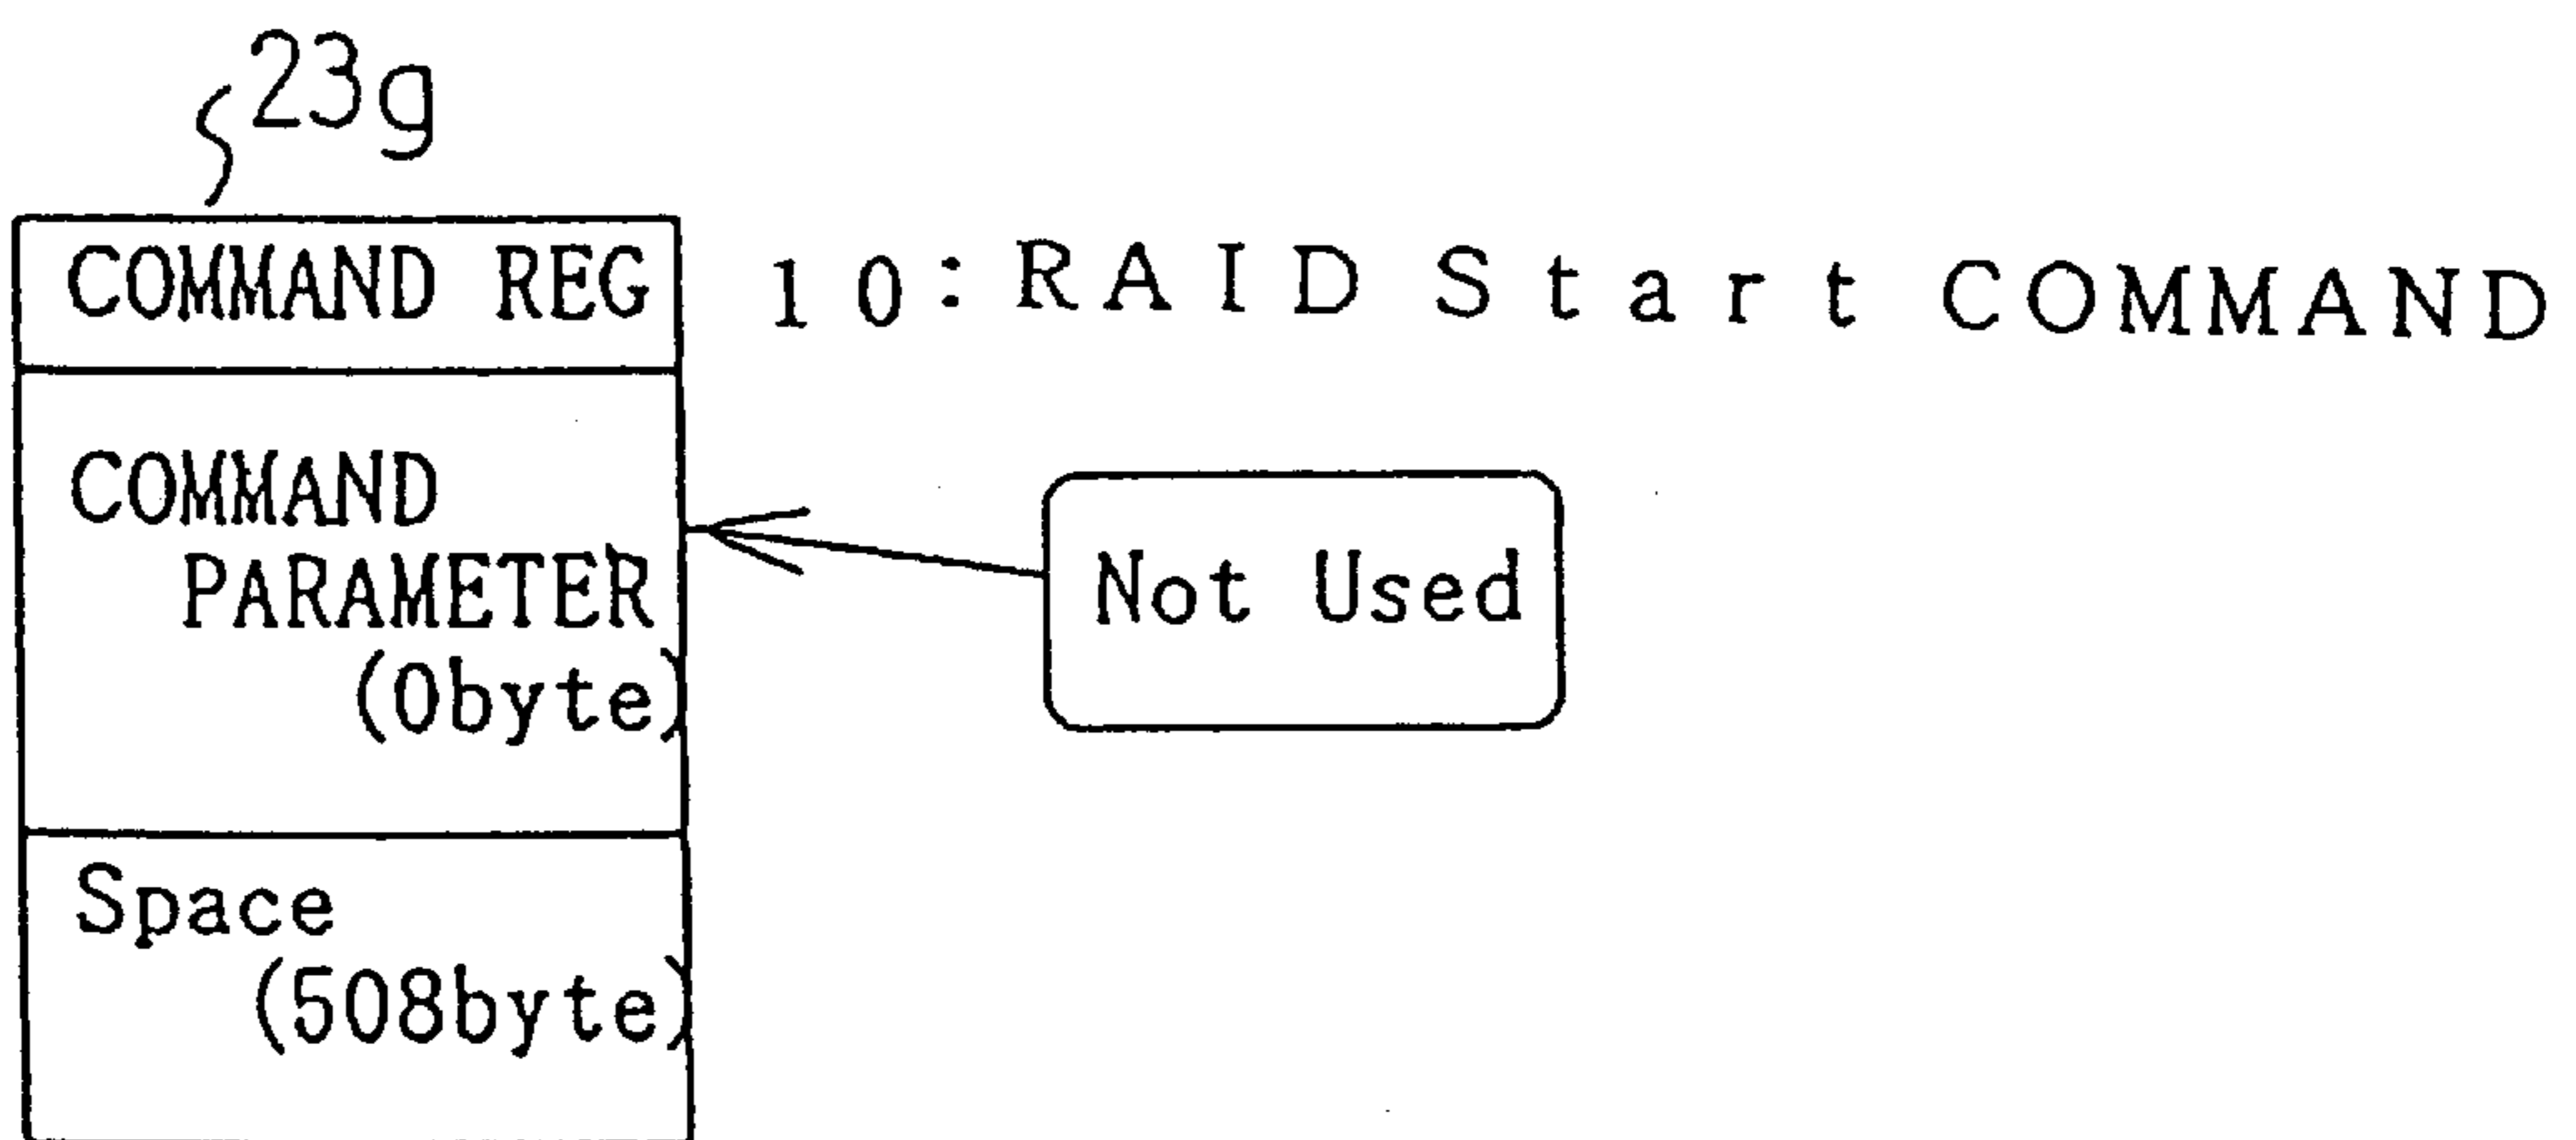 23g
COMMAND REG
10:RAID Start COMMAND
COMMAND
PARAMETER
(0byte)
Not Used
Space
(508byte)